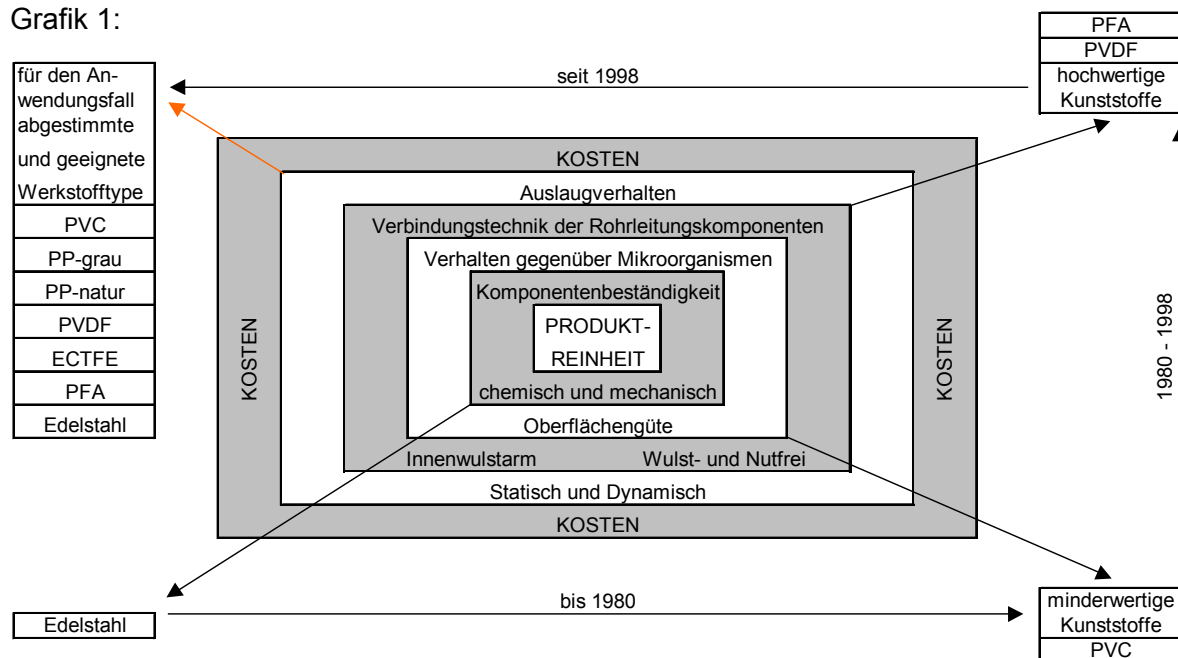 Grafik 1:
PFA
PVDF
hochwertige
Kunststoffe
seit 1998
für den An-
wendungsfall
abgestimmte
und geeignete
Werkstofftype
PVC
PP-grau
PP-natur
PVDF
ECTFE
PFA
Edelstahl
KOSTEN
Auslaugverhalten
Verbindungstechnik der Rohrleitungskomponenten
Verhalten gegenüber Mikroorganismen
Komponentenbeständigkeit
PRODUKT-
REINHEIT
chemisch und mechanisch
Oberflächengüte
Innenwulstarm Wulst- und Nutfrei
Statisch und Dynamisch
KOSTEN
KOSTEN
KOSTEN
1980 - 1998
bis 1980
Edelstahl
minderwertige
Kunststoffe
PVC